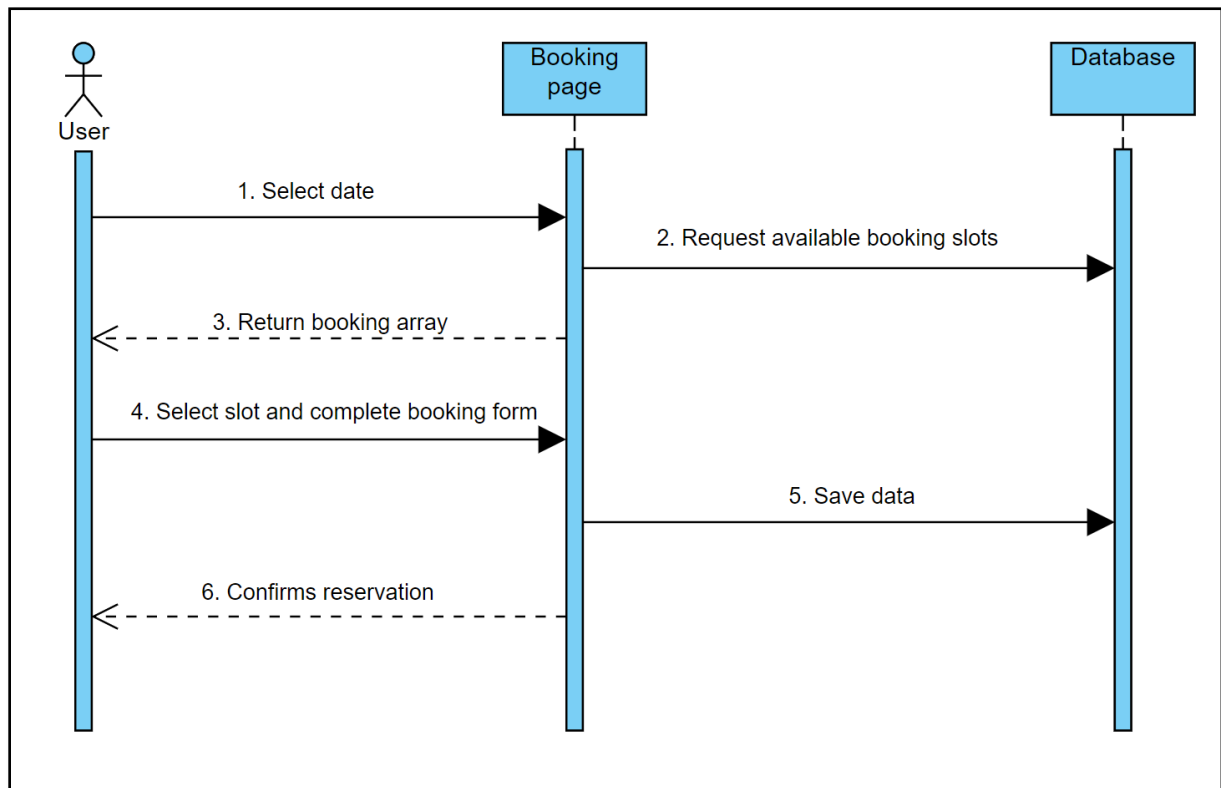 Booking
page
Database
User
1. Select date
2. Request available booking slots
3. Return booking array
4. Select slot and complete booking form
5. Save data
6. Confirms reservation